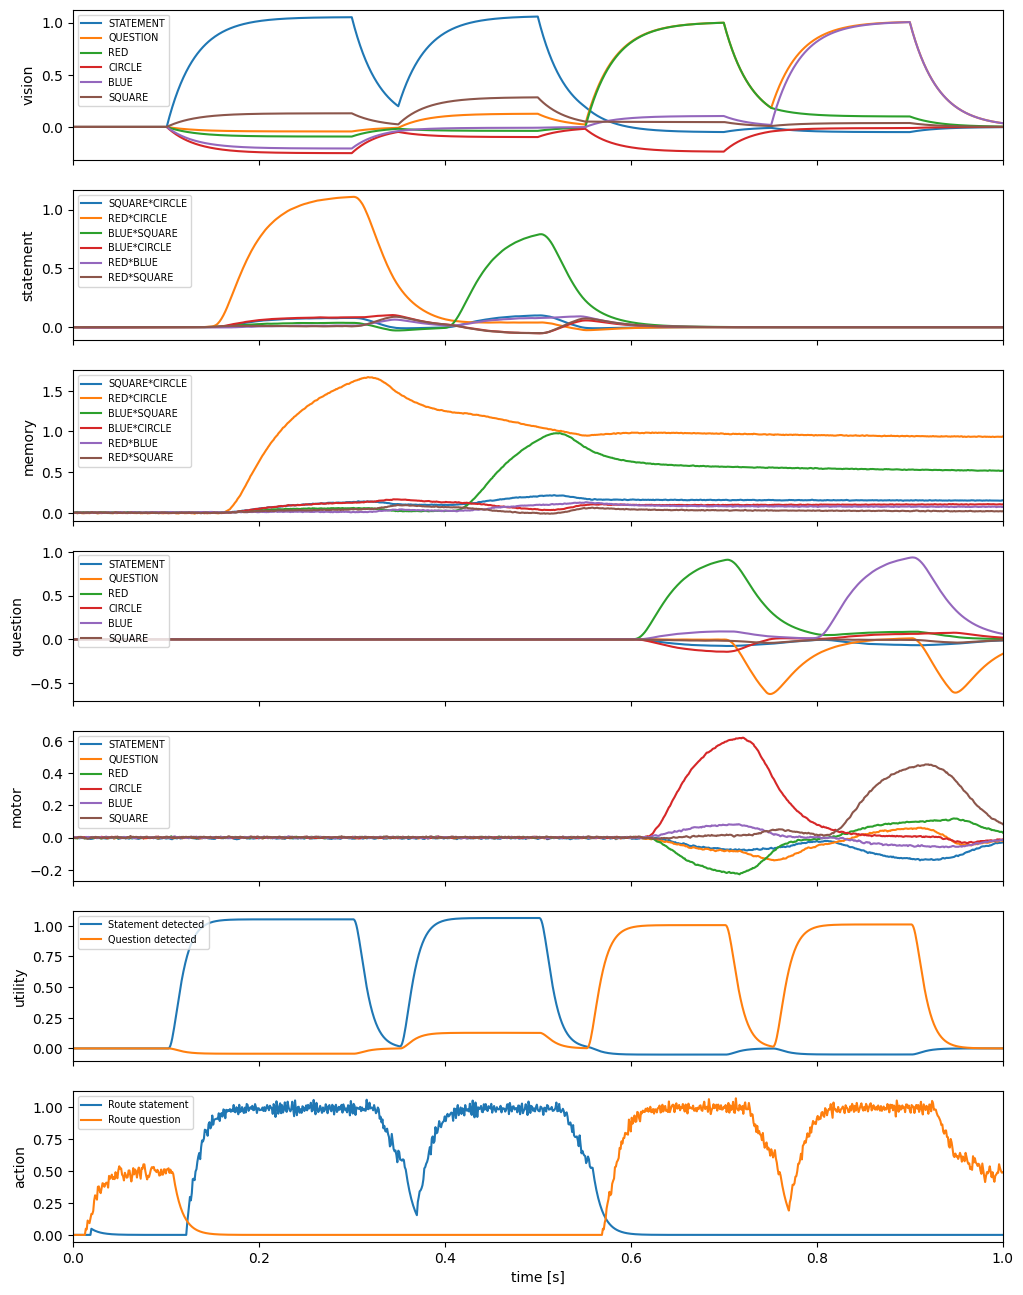 1.0
0.5
0.0
vision
STATEMENT
QUESTION
RED
CIRCLE
BLUE
SQUARE
1.0
0.5
0.0
statement
SQUARE*CIRCLE
RED*CIRCLE
BLUE*SQUARE
BLUE*CIRCLE
RED*BLUE
RED*SQUARE
1.5
1.0
0.5
0.0
memory
SQUARE*CIRCLE
RED*CIRCLE
BLUE*SQUARE
BLUE*CIRCLE
RED*BLUE
RED*SQUARE
1.0
0.5
0.0
−0.5
question
STATEMENT
QUESTION
RED
CIRCLE
BLUE
SQUARE
0.6
0.4
0.2
0.0
−0.2
motor
STATEMENT
QUESTION
RED
CIRCLE
BLUE
SQUARE
1.00
0.75
0.50
0.25
0.00
utility
Statement detected
Question detected
1.00
0.75
0.50
0.25
0.00
action
Route statement
Route question
0.0 0.2 0.4 0.6 0.8 1.0
time [s]